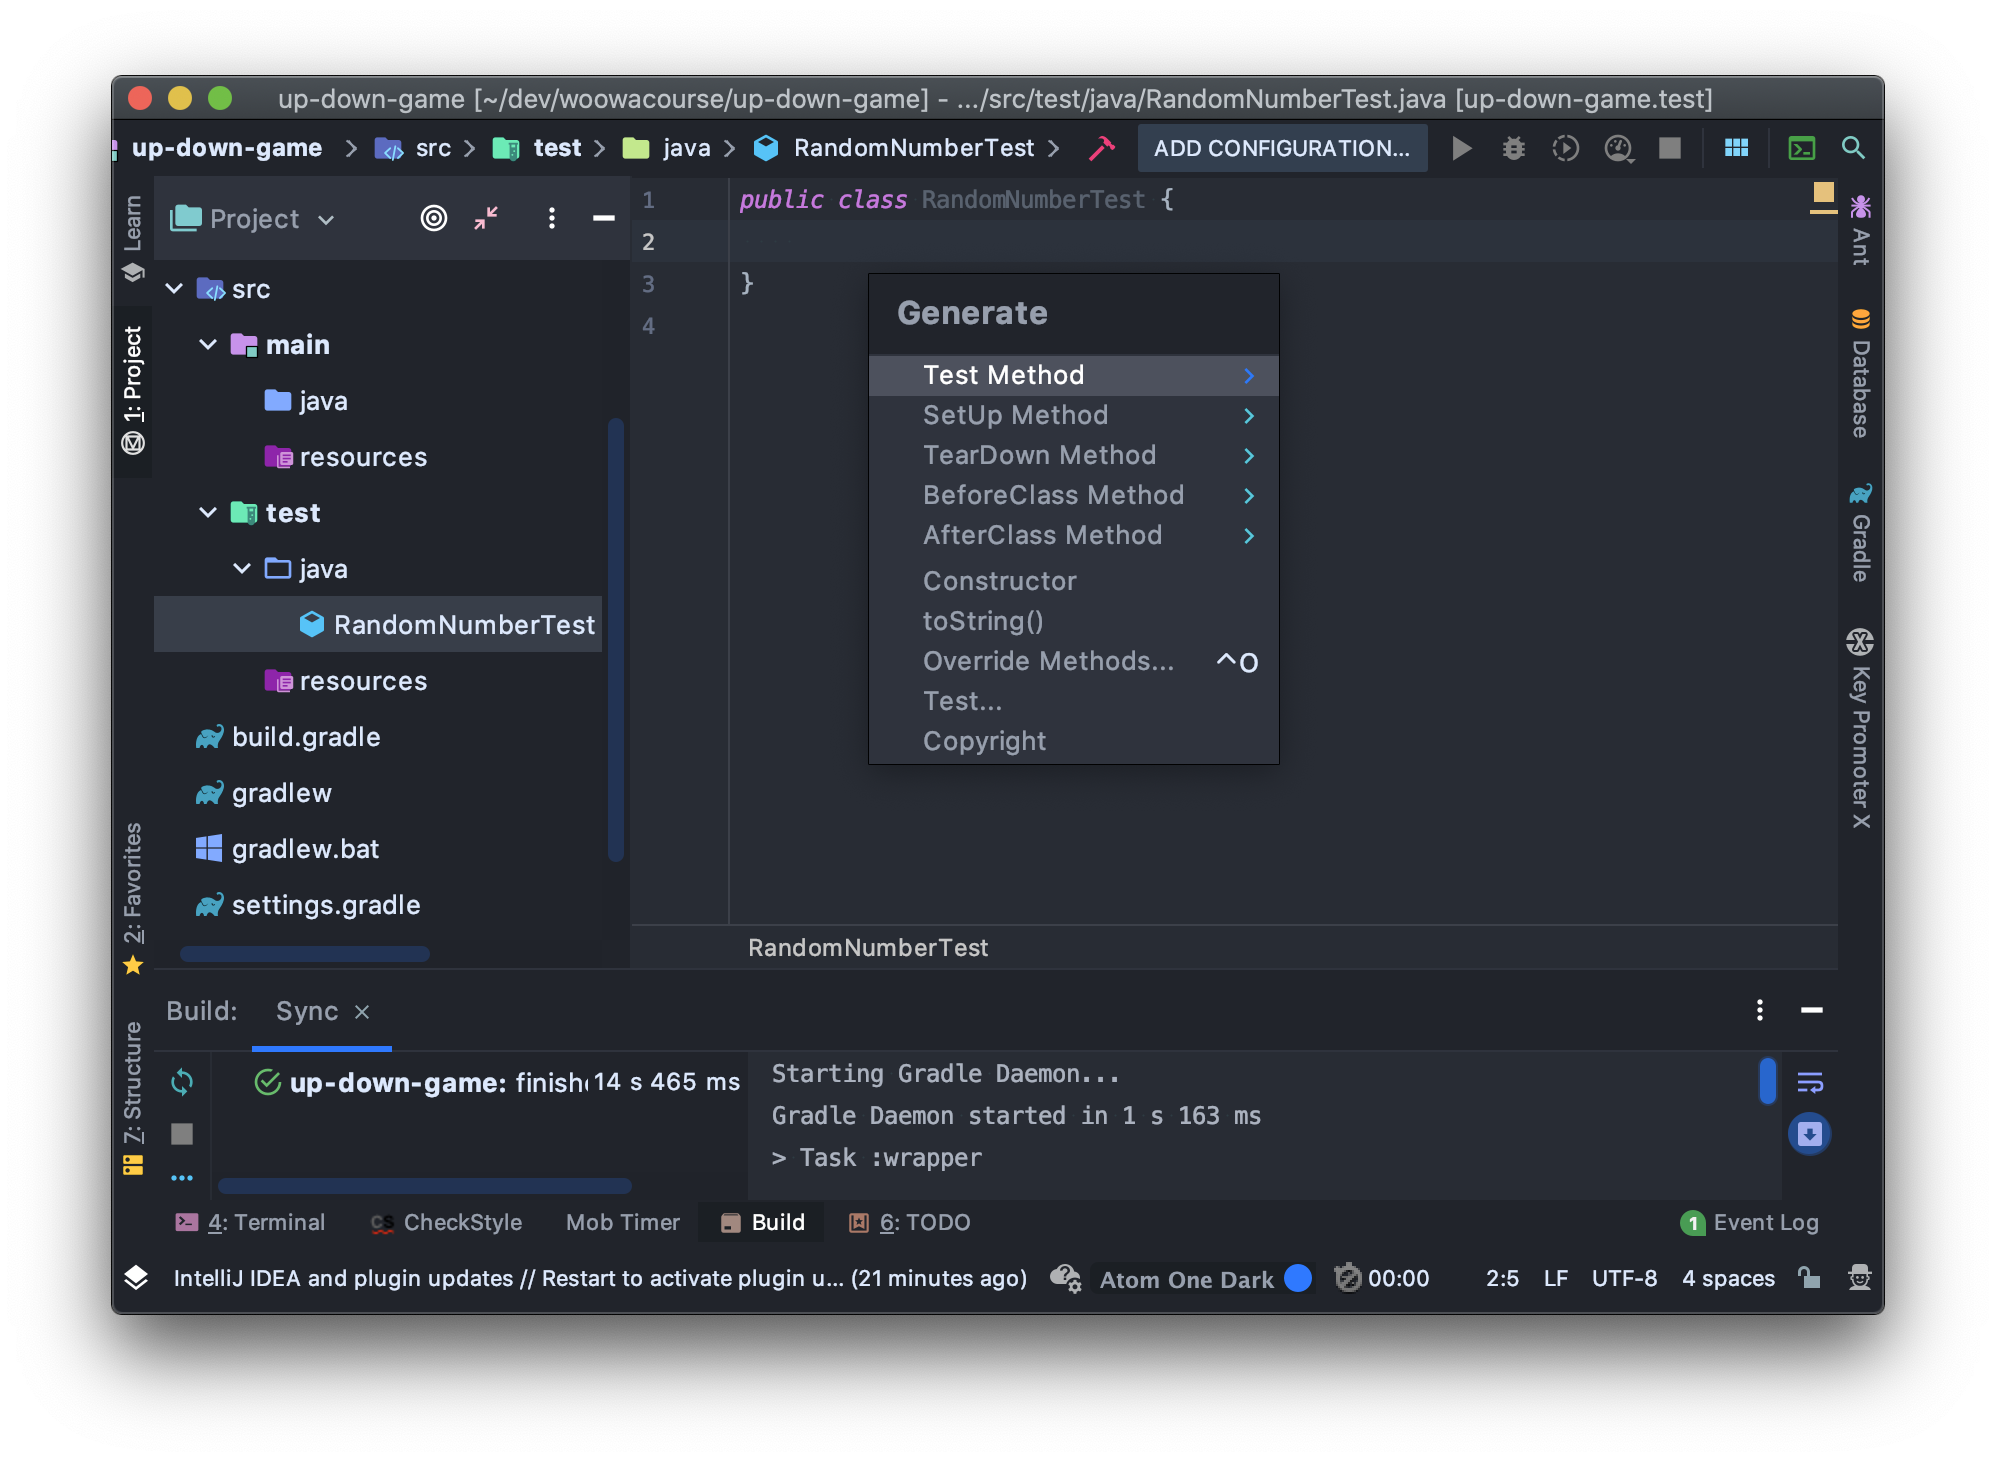 up-down-game [~/dev/woowacourse/up-down-game] - .../src/test/java/RandomNumberTest.java [up-down-game.test]
up-down-game src test java RandomNumberTest ADD CONFIGURATION...
Learn
1: Project
2: Favorites
7: Structure
Project
src
main
java
resources
test
java
RandomNumberTest
resources
build.gradle
gradlew
gradlew.bat
settings.gradle
1 public class RandomNumberTest {
2
3 }
4
Generate
Test Method
SetUp Method
TearDown Method
BeforeClass Method
AfterClass Method
Constructor
toString()
Override Methods... ^O
Test...
Copyright
RandomNumberTest
Ant
Database
Gradle
Key Promoter X
Build: Sync
up-down-game: finish 14 s 465 ms
Starting Gradle Daemon...
Gradle Daemon started in 1 s 163 ms
> Task :wrapper
4: Terminal CS CheckStyle Mob Timer Build 6: TODO 1 Event Log
IntelliJ IDEA and plugin updates // Restart to activate plugin u... (21 minutes ago) Atom One Dark 00:00 2:5 LF UTF-8 4 spaces